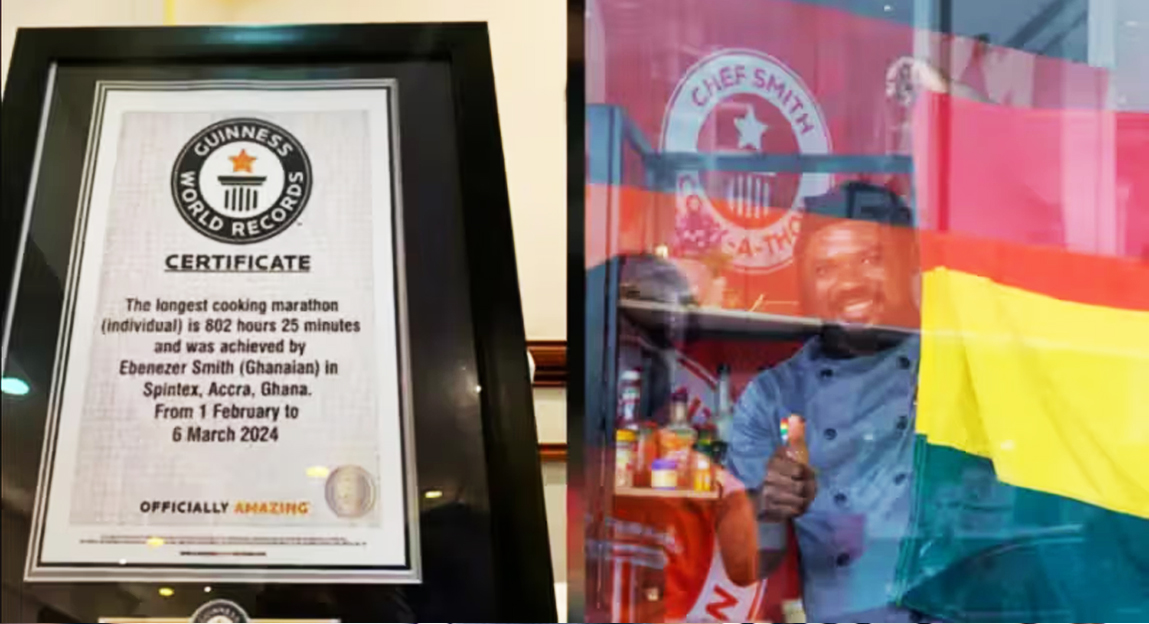 GUINNESS
WORLD RECORDS
CERTIFICATE
The longest cooking marathon
(individual) is 802 hours 25 minutes
and was achieved by
Ebenezer Smith (Ghanaian) in
Spintex, Accra, Ghana.
From 1 February to
6 March 2024
OFFICIALLY AMAZING
CHEF SMITH
-A-THO